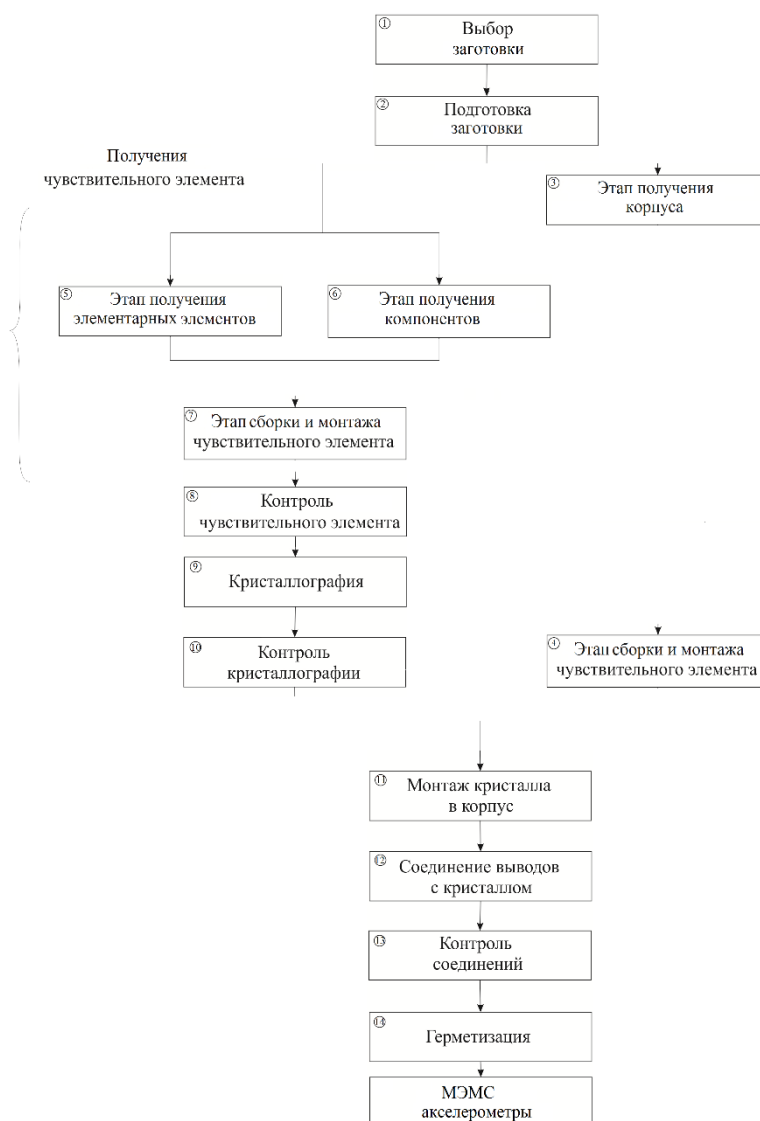 ① Выбор
заготовки
② Подготовка
заготовки
Получения
чувствительного элемента
③ Этап получения
корпуса
⑤ Этап получения
элементарных элементов
⑥ Этап получения
компонентов
⑦ Этап сборки и монтажа
чувствительного элемента
⑧ Контроль
чувствительного элемента
⑨ Кристаллография
⑩ Контроль
кристаллографии
④ Этап сборки и монтажа
чувствительного элемента
⑪ Монтаж кристалла
в корпус
⑫ Соединение выводов
с кристаллом
⑬ Контроль
соединений
⑭ Герметизация
МЭМС
акселерометры